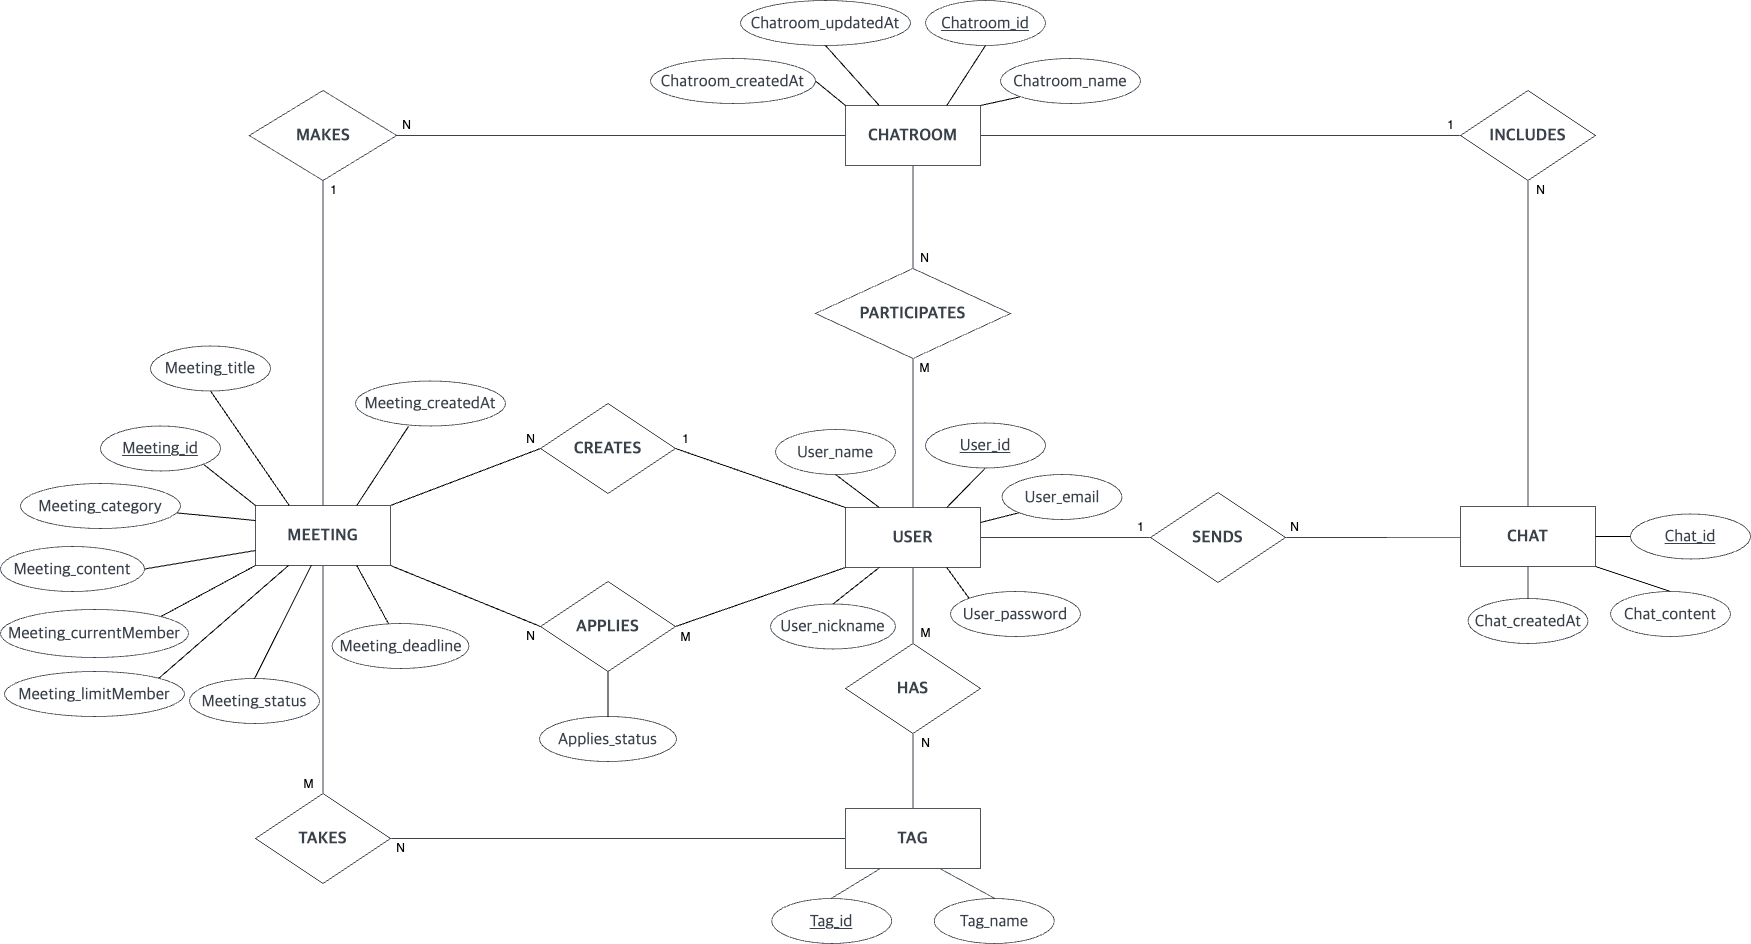 Chatroom_updatedAt
Chatroom_id
Chatroom_createdAt
Chatroom_name
MAKES
N
CHATROOM
1
INCLUDES
1
N
N
PARTICIPATES
M
Meeting_title
Meeting_createdAt
Meeting_id
N
CREATES
1
User_name
User_id
User_email
Meeting_category
MEETING
USER
1
SENDS
N
CHAT
Chat_id
Meeting_content
Meeting_currentMember
Meeting_deadline
N
APPLIES
M
User_nickname
User_password
Chat_createdAt
Chat_content
M
Meeting_limitMember
Meeting_status
HAS
Applies_status
N
M
TAKES
N
TAG
Tag_id
Tag_name